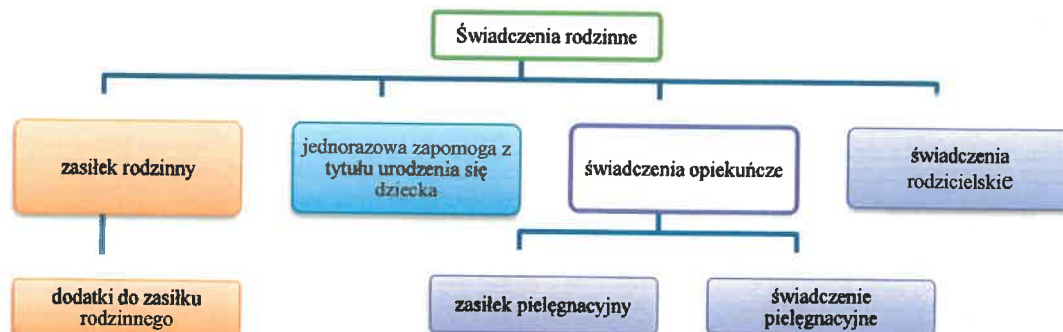 Świadczenia rodzinne
zasiłek rodzinny
jednorazowa zapomoga z
tytułu urodzenia się
dziecka
świadczenia opiekuńcze
świadczenia
rodzicielskie
dodatki do zasiłku
rodzinnego
zasiłek pielęgnacyjny
świadczenie
pielęgnacyjne